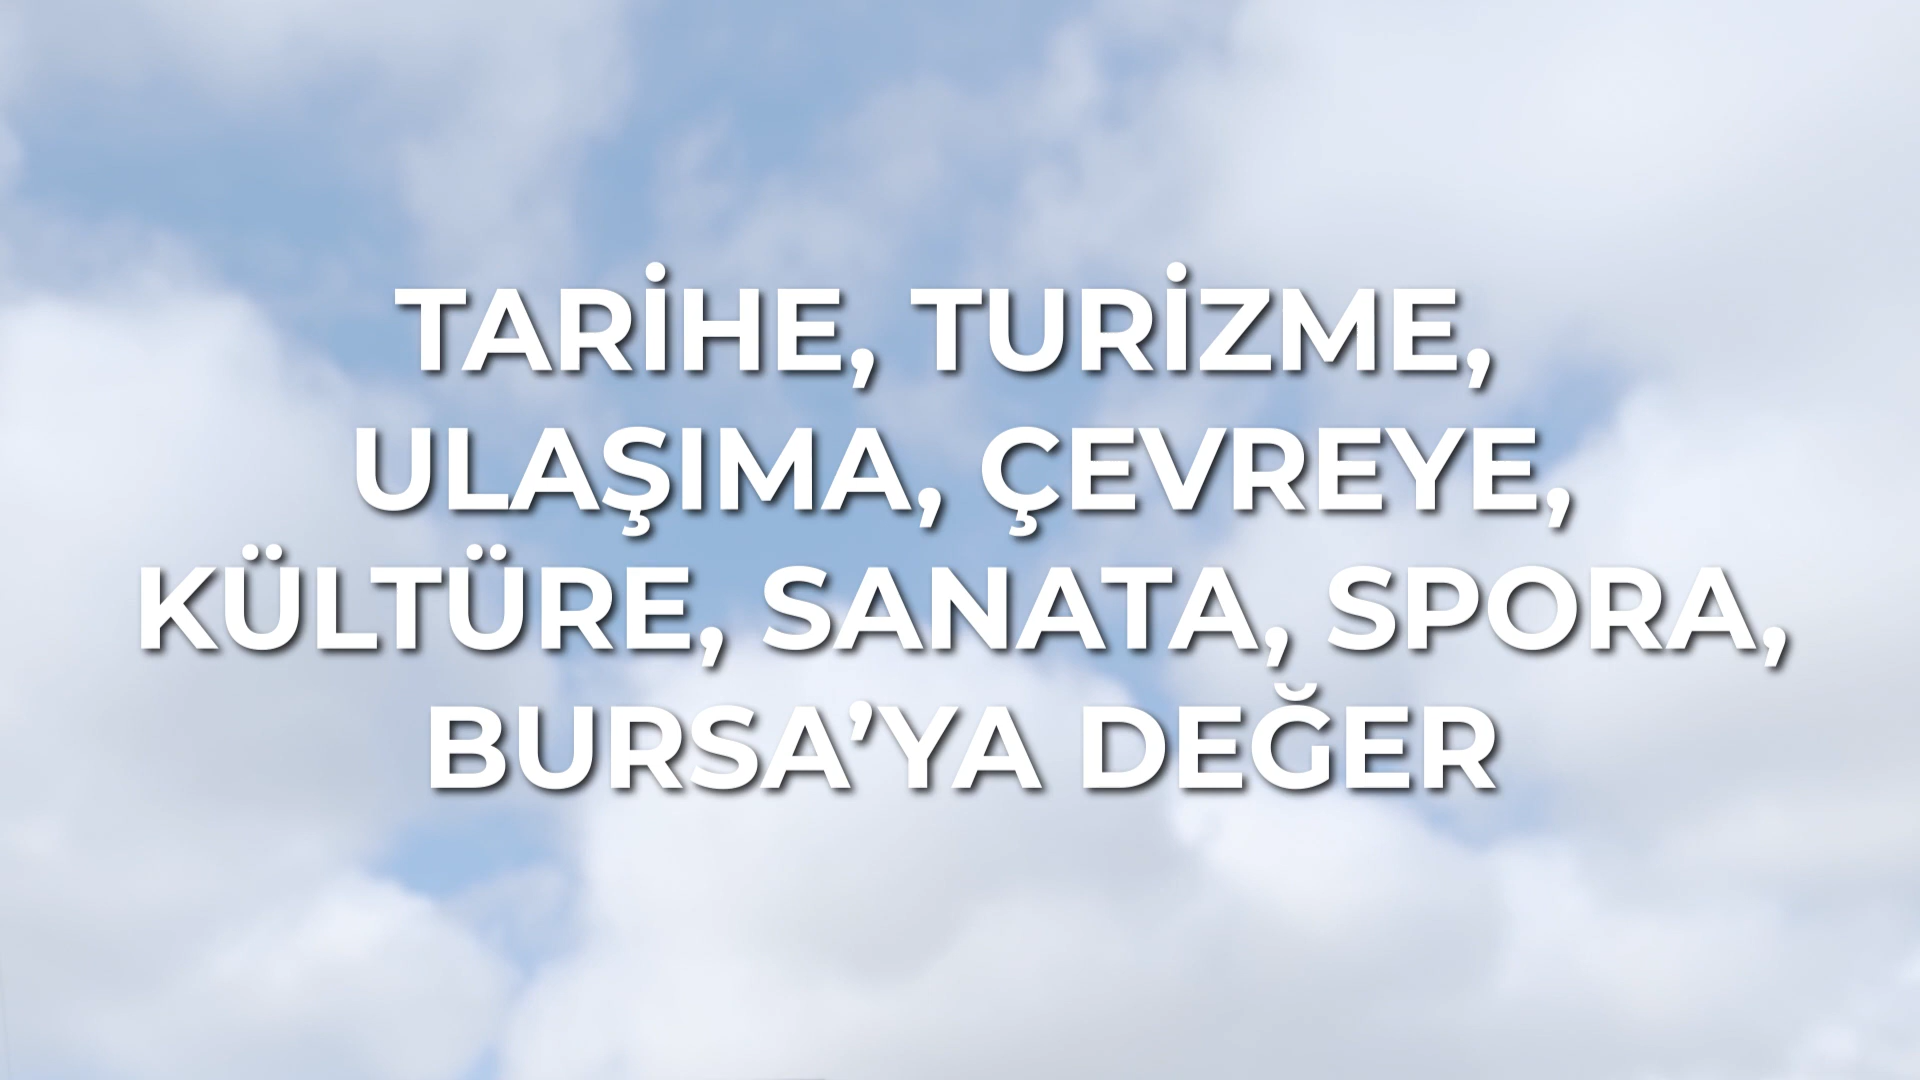 TARİHE, TURİZME,
ULAŞIMA, ÇEVREYE,
KÜLTÜRE, SANATA, SPORA,
BURSA’YA DEĞER